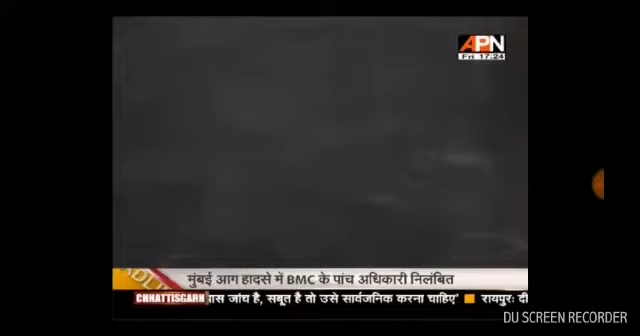 APN
Fri 17:24
मुंबई आग हादसे में BMC के पांच अधिकारी निलंबित
CHHATTISGARH पास जांच है, सबूत है तो उसे सार्वजनिक करना चाहिए' रायपुरः
DU SCREEN RECORDER